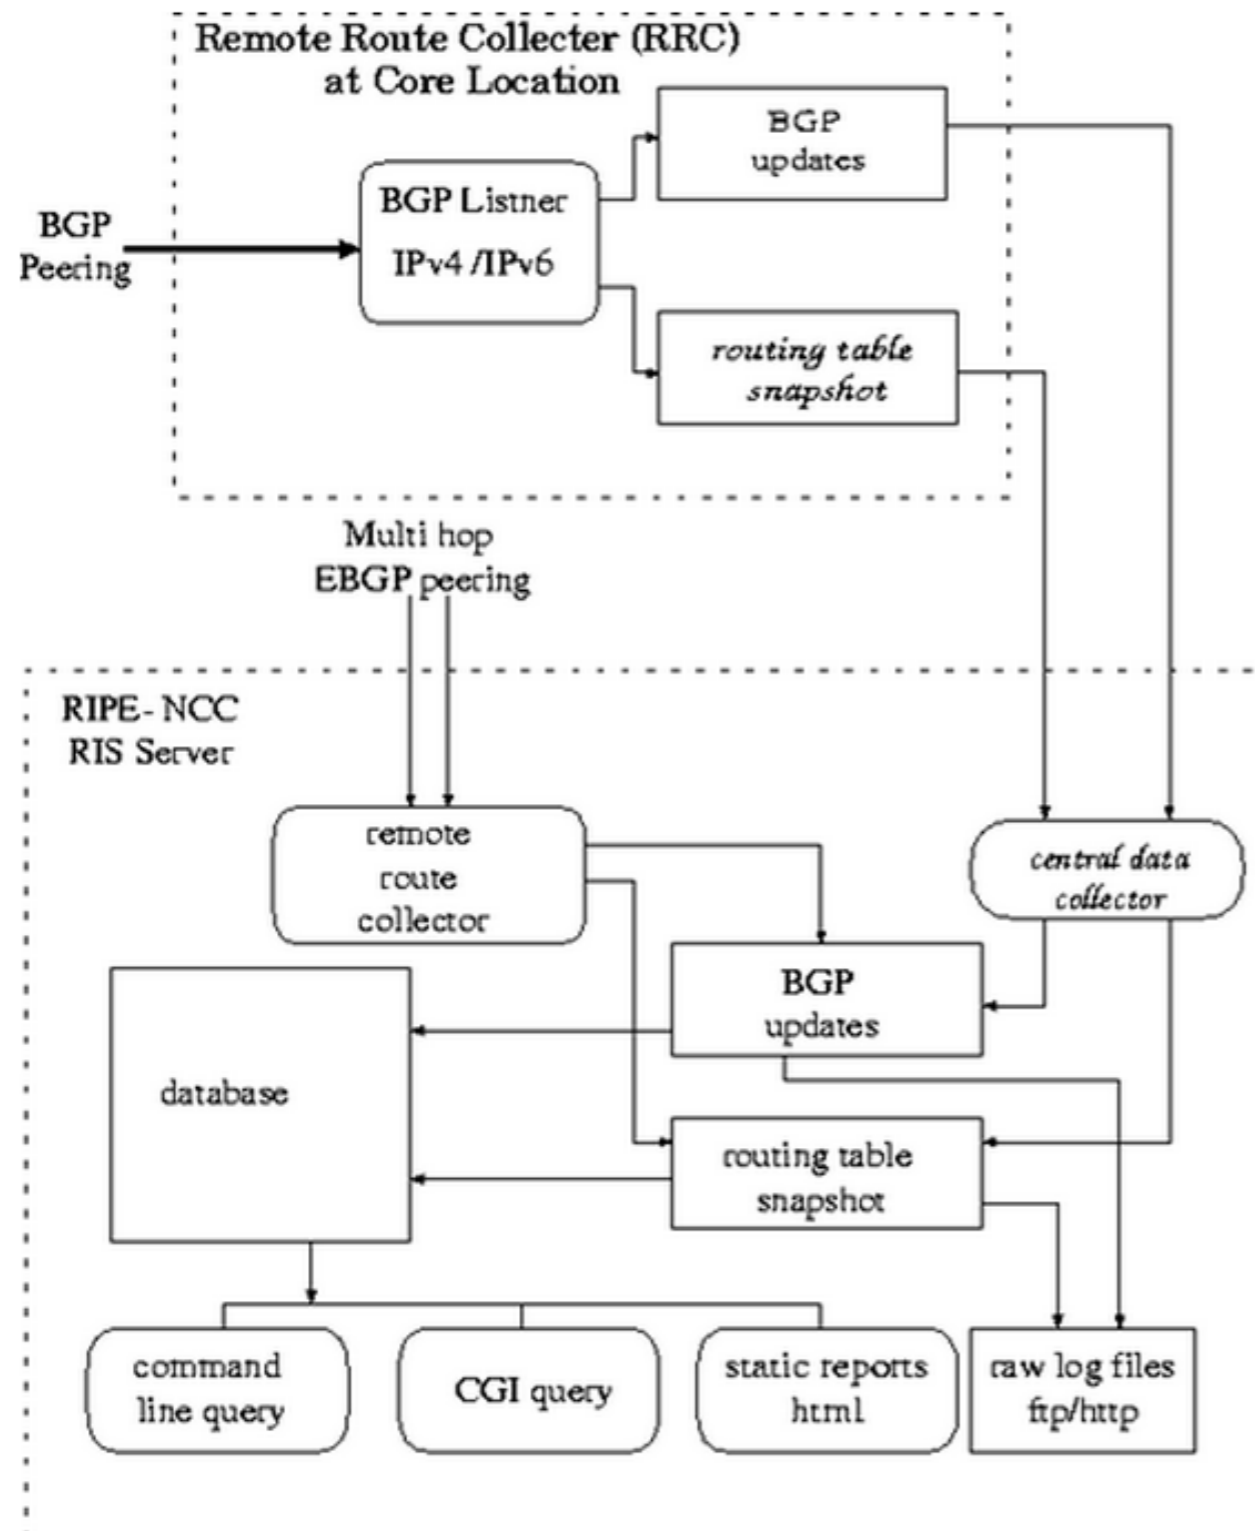 Remote Route Collecter (RRC)
at Core Location
BGP
updates
BGP Listner
IPv4 /IPv6
BGP
Peering
routing table
snapshot
Multi hop
EBGP peering
RIPE- NCC
RIS Server
remote
route
collector
central data
collector
BGP
updates
database
routing table
snapshot
command
line query
CGI query
static reports
html
raw log files
ftp/http